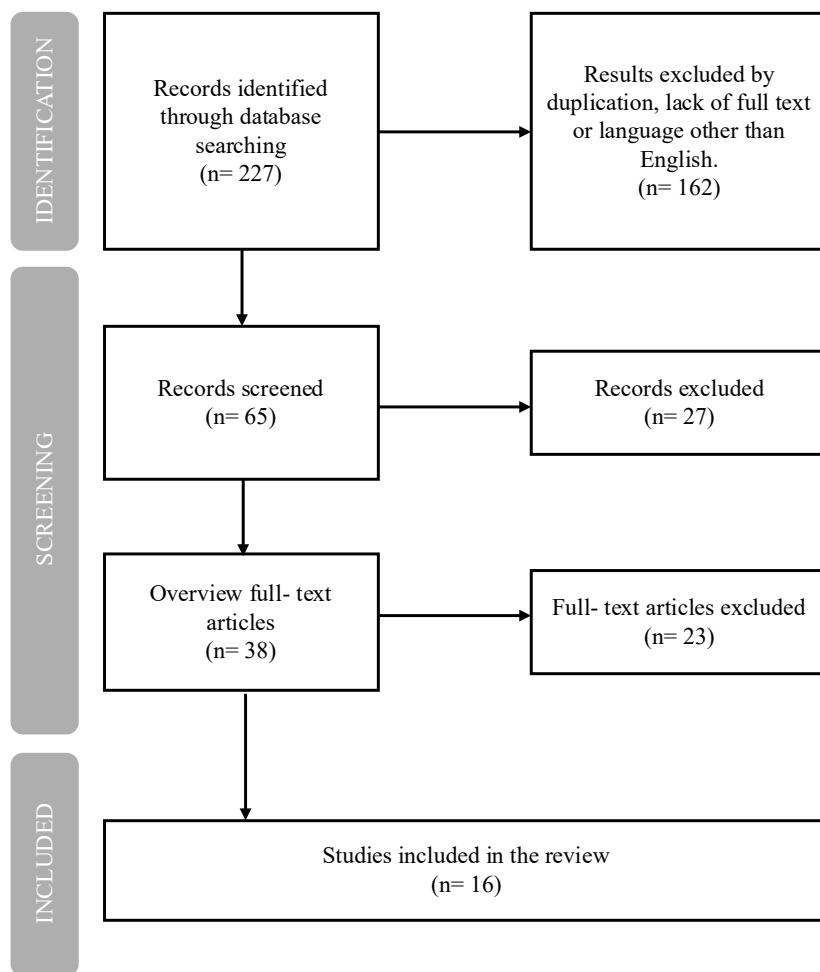 IDENTIFICATION
Records identified
through database
searching
(n= 227)
Results excluded by
duplication, lack of full text
or language other than
English.
(n= 162)
SCREENING
Records screened
(n= 65)
Records excluded
(n= 27)
Overview full- text
articles
(n= 38)
Full- text articles excluded
(n= 23)
INCLUDED
Studies included in the review
(n= 16)